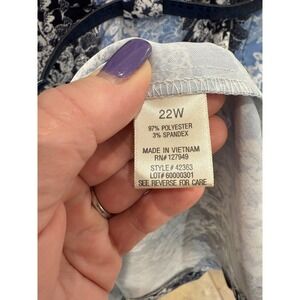 22W
97% POLYESTER
3% SPANDEX
MADE IN VIETNAM
RN# 127949
STYLE # 42363
LOT# 60000301
SEE REVERSE FOR CARE